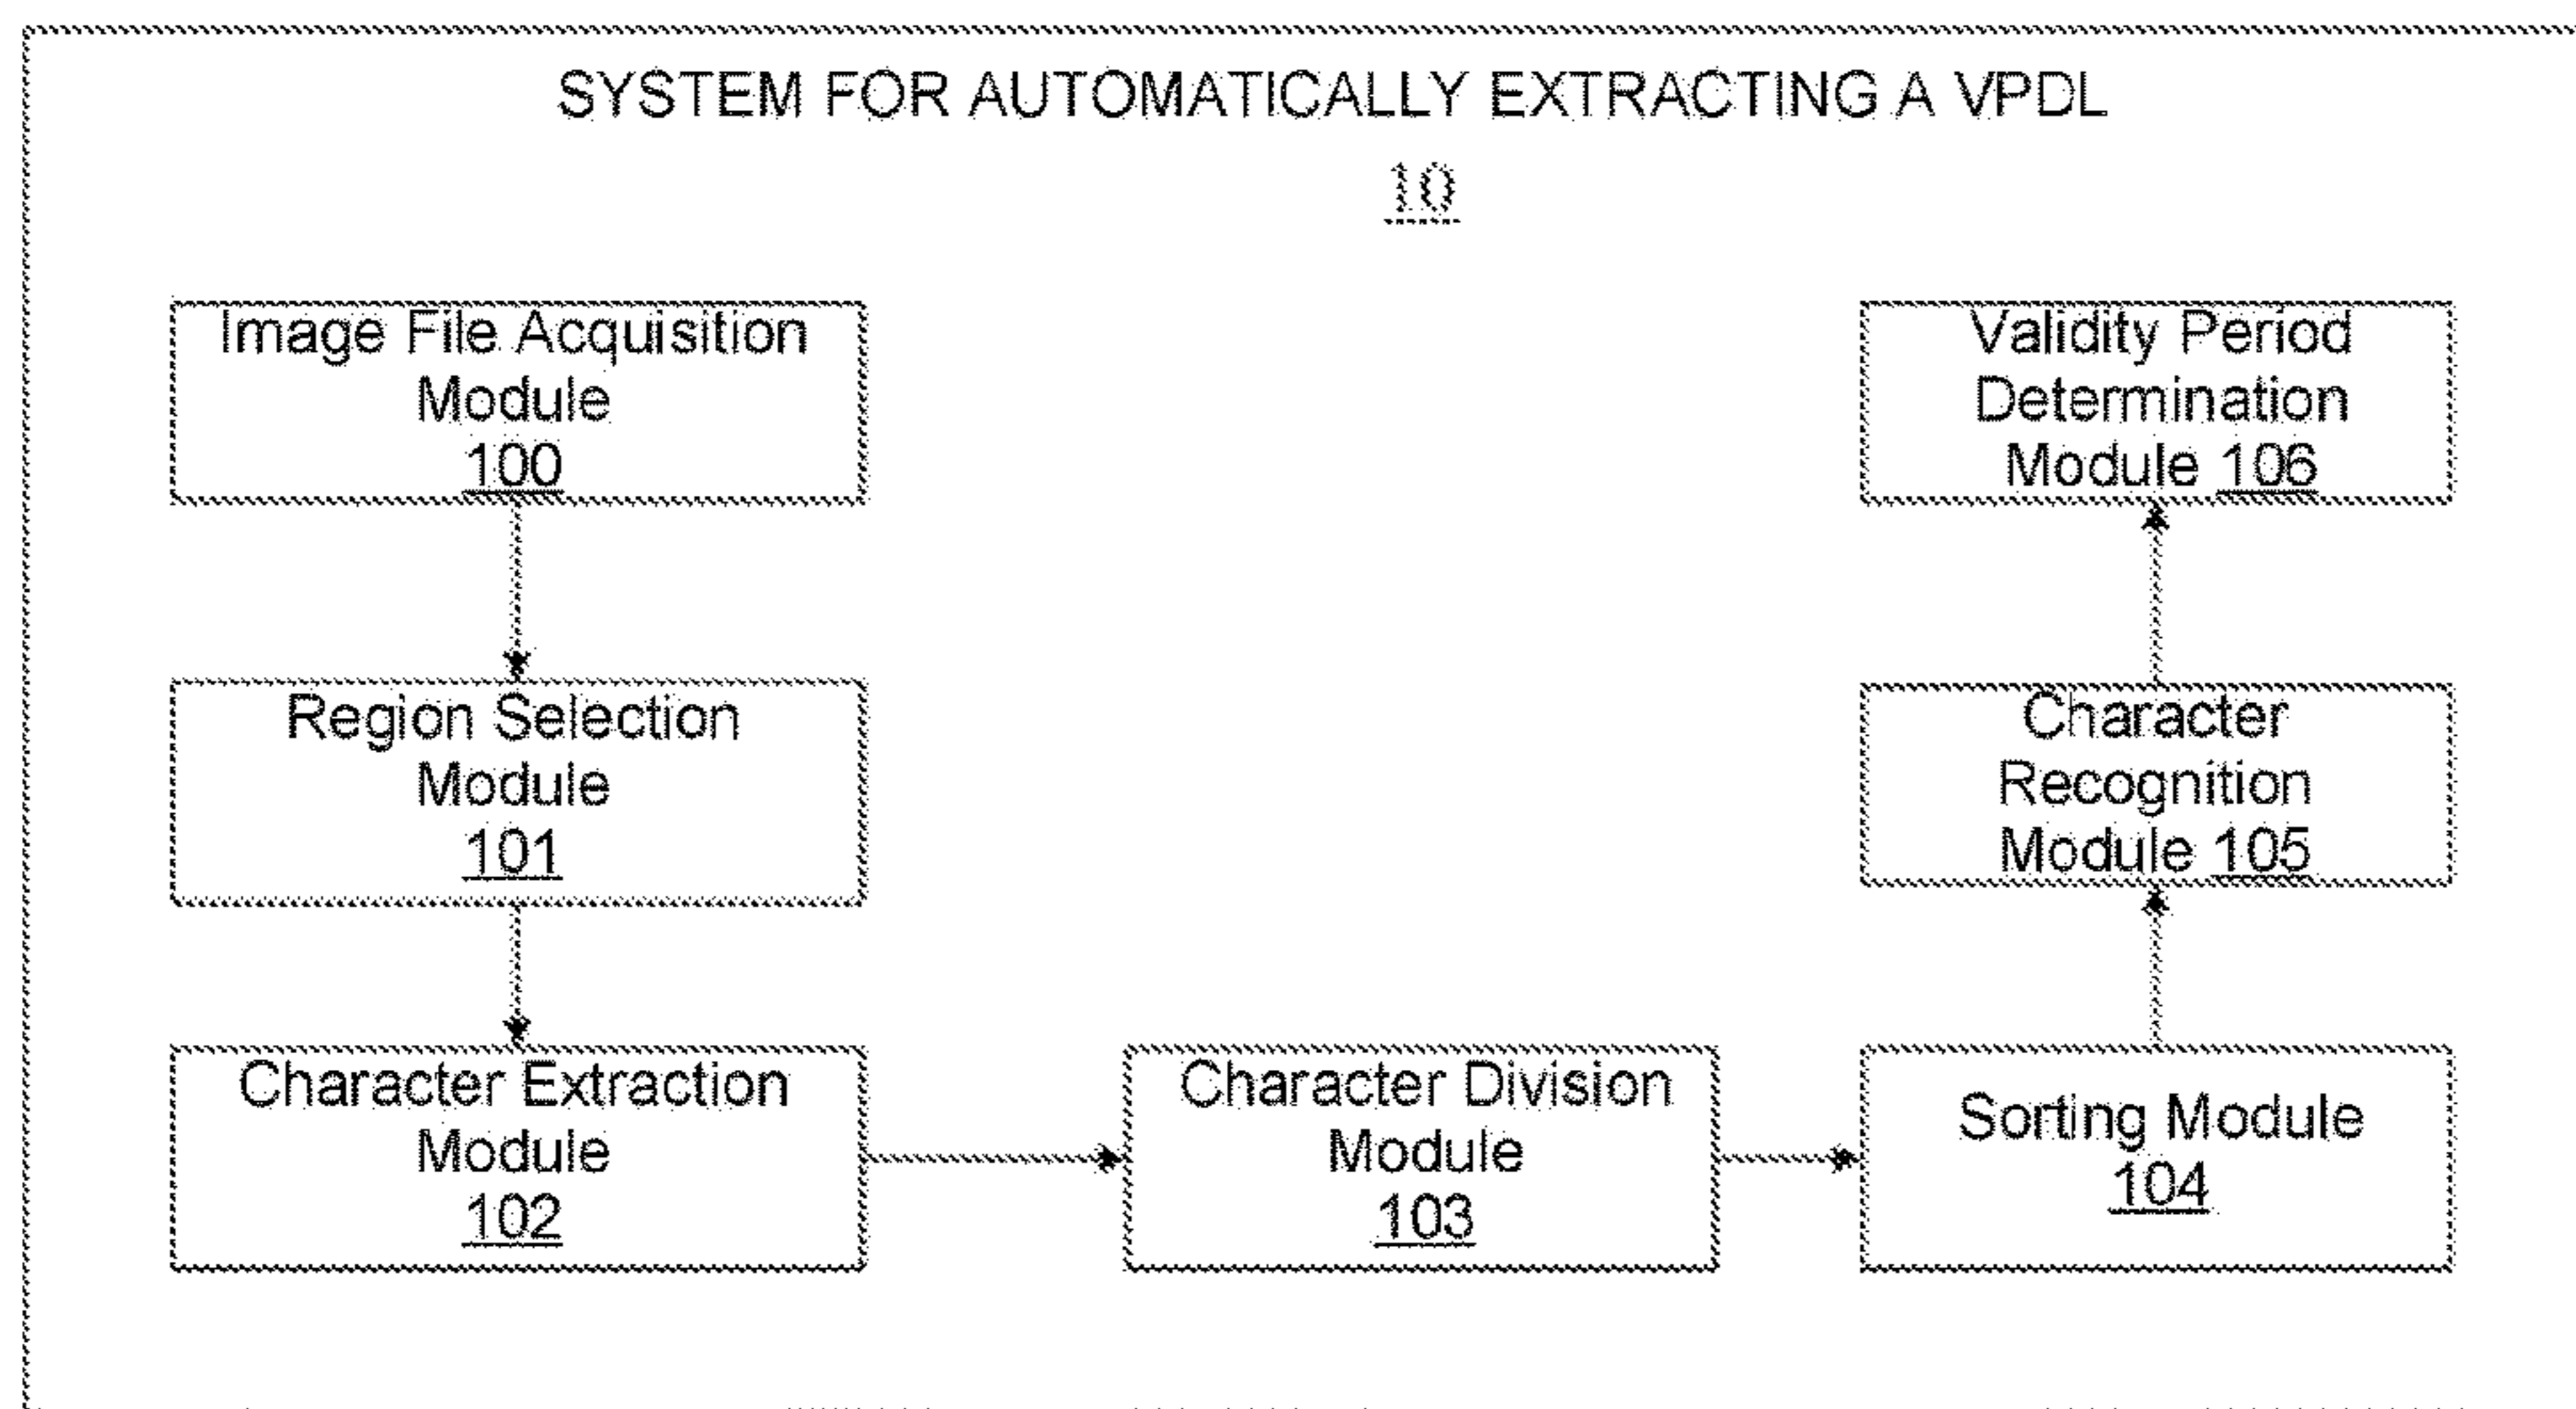 SYSTEM FOR AUTOMATICALLY EXTRACTING A VPDL
10
Image File Acquisition
Module
100
Region Selection
Module
101
Character Extraction
Module
102
Character Division
Module
103
Sorting Module
104
Character
Recognition
Module 105
Validity Period
Determination
Module 106